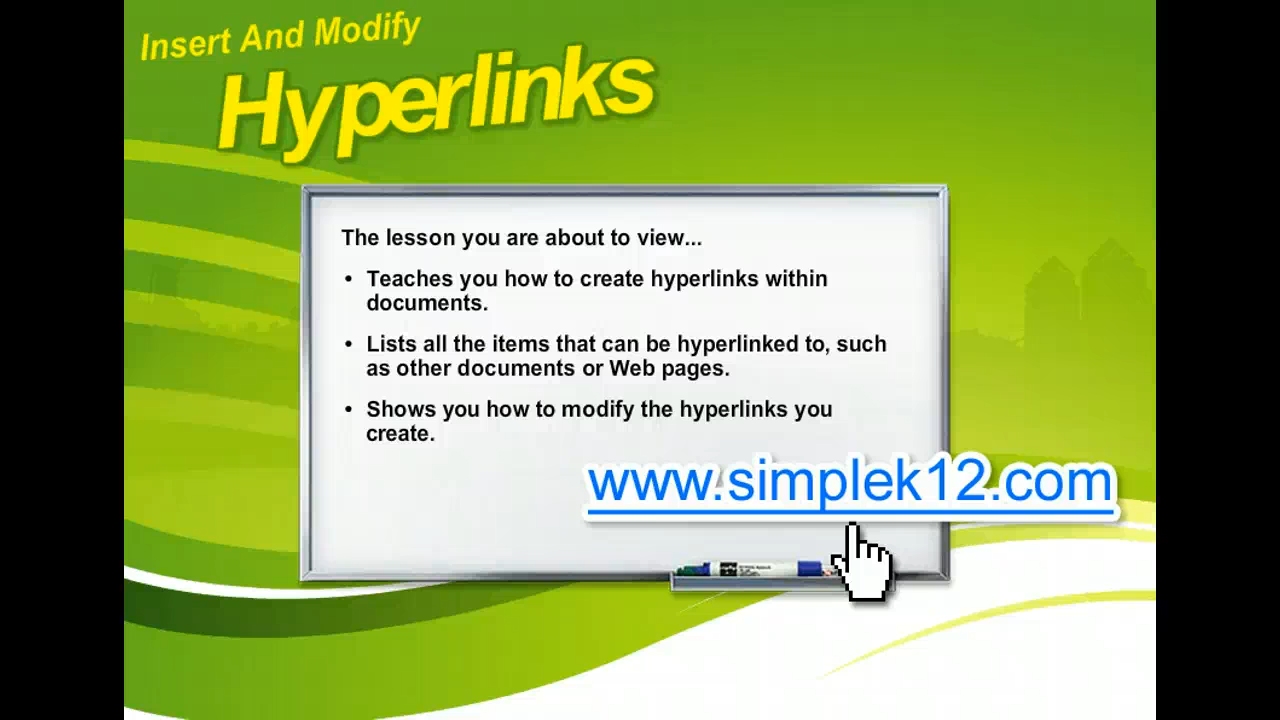 Insert And Modify
Hyperlinks
The lesson you are about to view...
• Teaches you how to create hyperlinks within
documents.
• Lists all the items that can be hyperlinked to, such
as other documents or Web pages.
• Shows you how to modify the hyperlinks you
create.
www.simplek12.com